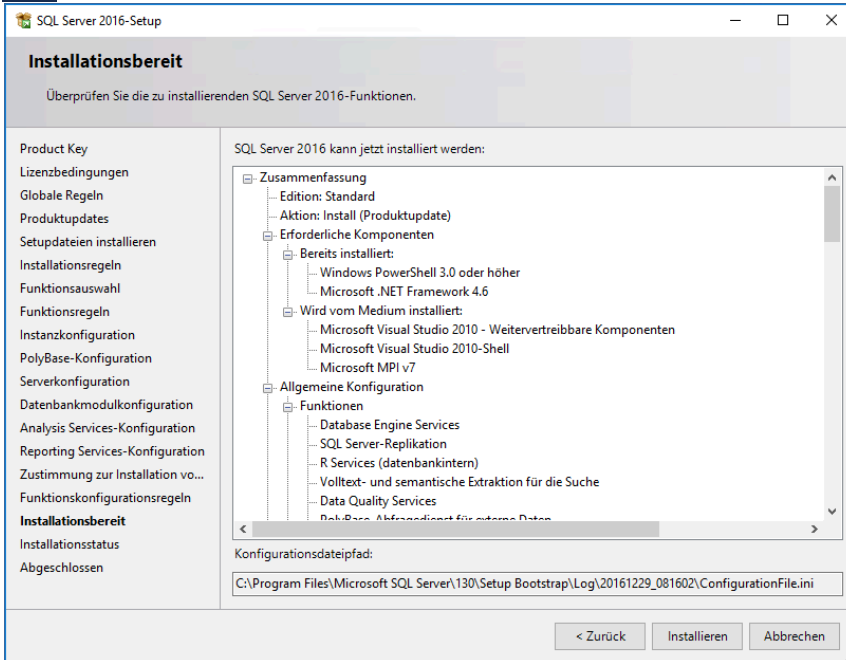 SQL Server 2016-Setup
Installationsbereit
Überprüfen Sie die zu installierenden SQL Server 2016-Funktionen.
Product Key
Lizenzbedingungen
Globale Regeln
Produktupdates
Setupdateien installieren
Installationsregeln
Funktionsauswahl
Funktionsregeln
Instanzkonfiguration
PolyBase-Konfiguration
Serverkonfiguration
Datenbankmodulkonfiguration
Analysis Services-Konfiguration
Reporting Services-Konfiguration
Zustimmung zur Installation vo...
Funktionskonfigurationsregeln
Installationsbereit
Installationsstatus
Abgeschlossen
SQL Server 2016 kann jetzt installiert werden:
Zusammenfassung
Edition: Standard
Aktion: Install (Produktupdate)
Erforderliche Komponenten
Bereits installiert:
Windows PowerShell 3.0 oder höher
Microsoft .NET Framework 4.6
Wird vom Medium installiert:
Microsoft Visual Studio 2010 - Weitervertreibbare Komponenten
Microsoft Visual Studio 2010-Shell
Microsoft MPI v7
Allgemeine Konfiguration
Funktionen
Database Engine Services
SQL Server-Replikation
R Services (datenbankintern)
Volltext- und semantische Extraktion für die Suche
Data Quality Services
PolyBase-Abfragedienst für externe Daten
Konfigurationsdateipfad:
C:\Program Files\Microsoft SQL Server\130\Setup Bootstrap\Log\20161229_081602\ConfigurationFile.ini
< Zurück
Installieren
Abbrechen